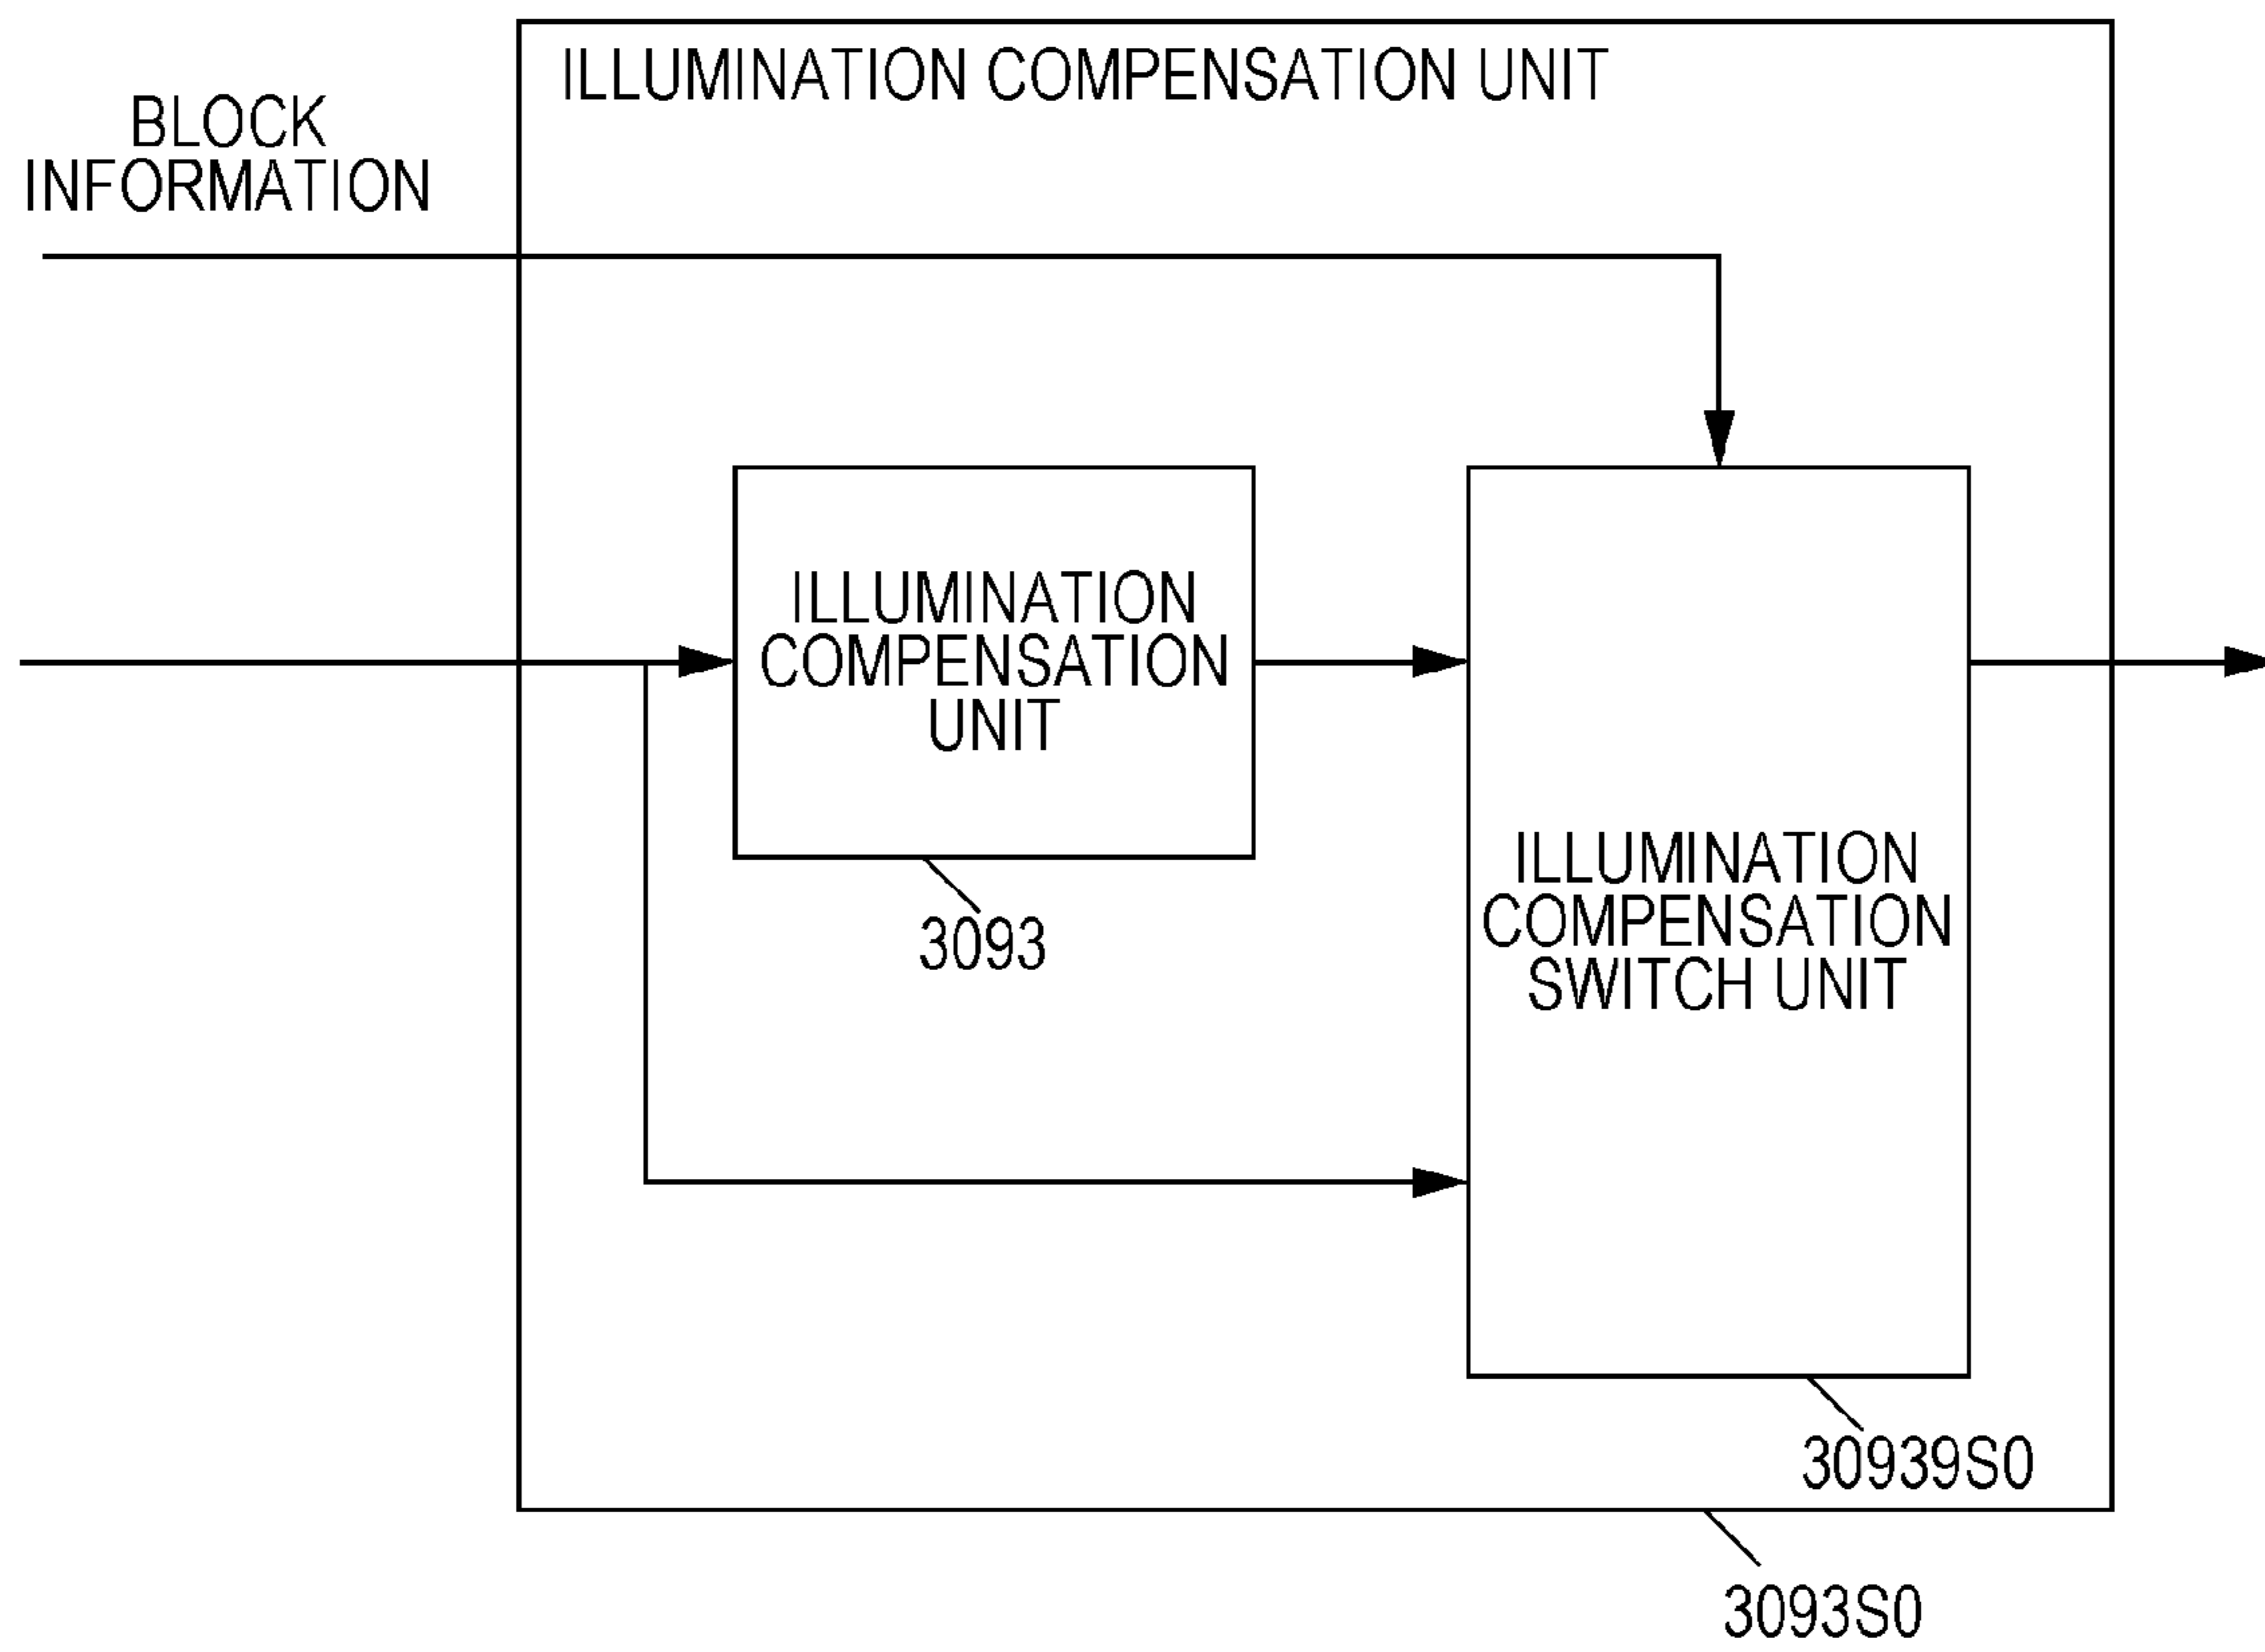 ILLUMINATION COMPENSATION UNIT
BLOCK
INFORMATION
ILLUMINATION
COMPENSATION
UNIT
3093
ILLUMINATION
COMPENSATION
SWITCH UNIT
30939S0
3093S0